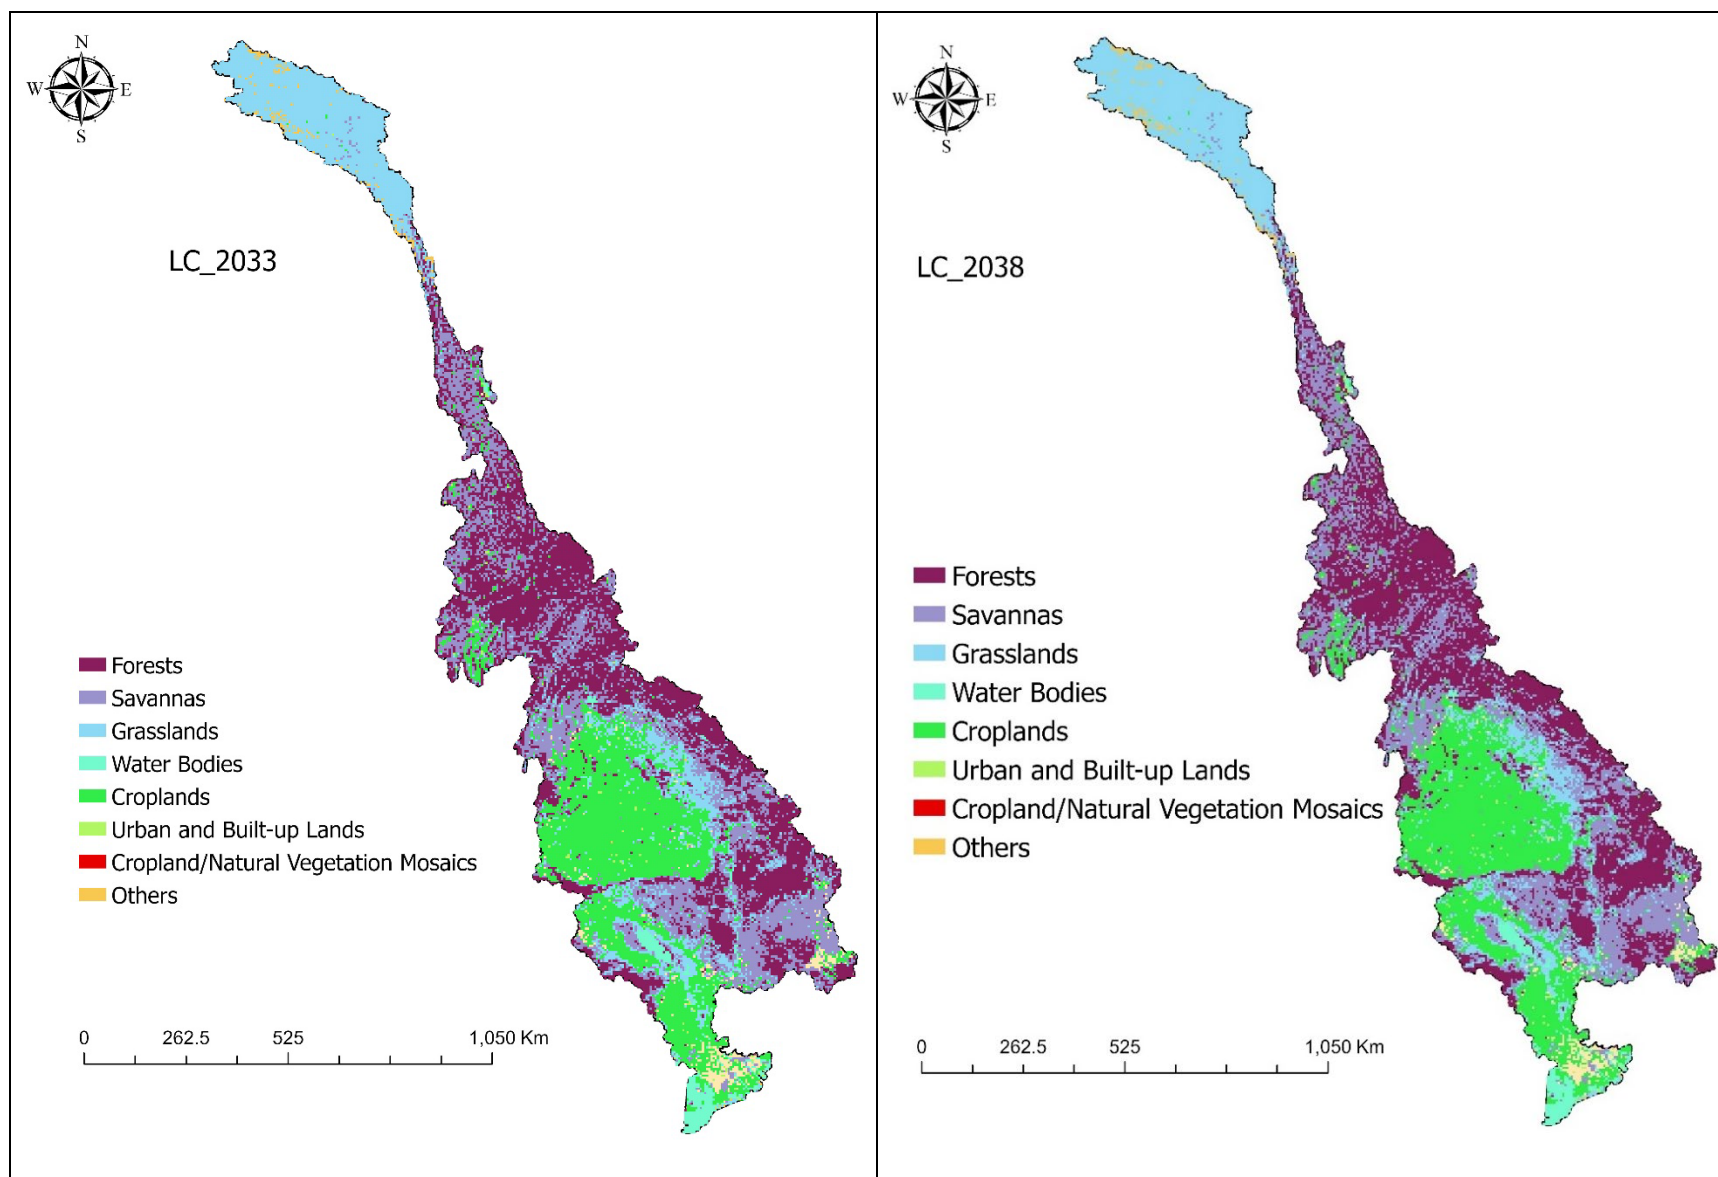 N
W E
S
LC_2033
Forests
Savannas
Grasslands
Water Bodies
Croplands
Urban and Built-up Lands
Cropland/Natural Vegetation Mosaics
Others
0 262.5 525 1,050 Km
N
W E
S
LC_2038
Forests
Savannas
Grasslands
Water Bodies
Croplands
Urban and Built-up Lands
Cropland/Natural Vegetation Mosaics
Others
0 262.5 525 1,050 Km